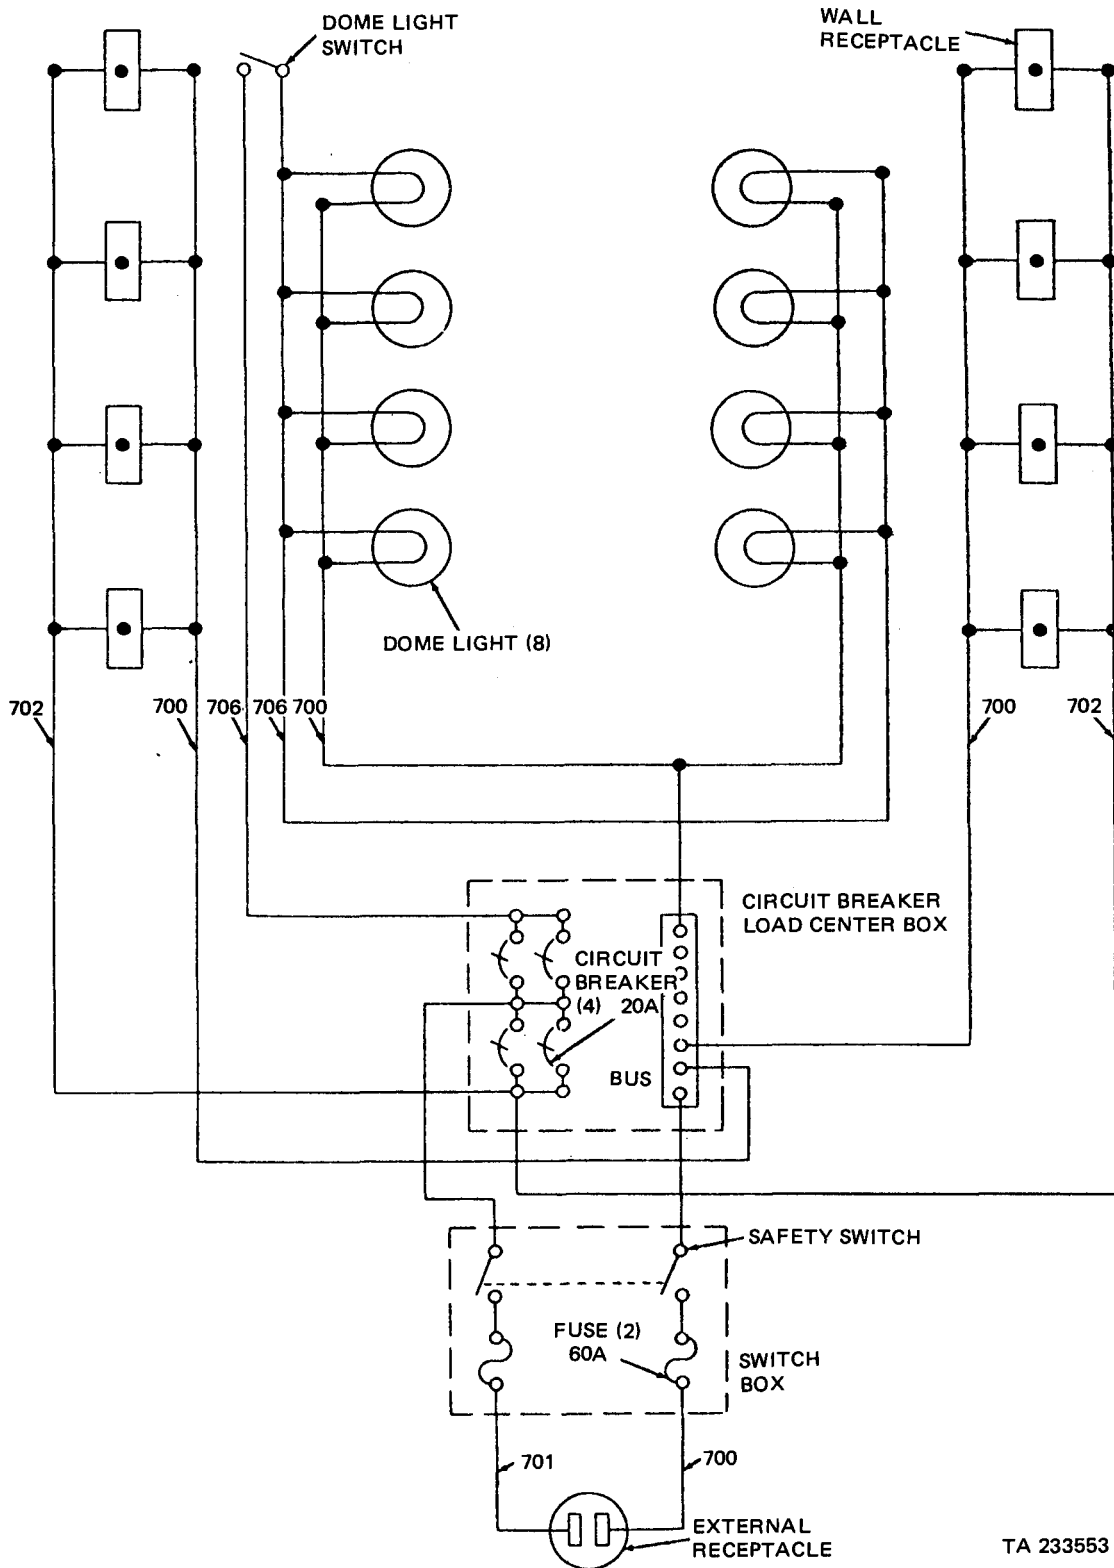 DOME LIGHT
SWITCH
WALL
RECEPTACLE
DOME LIGHT (8)
702
700
706
706
700
700
702
CIRCUIT BREAKER
LOAD CENTER BOX
CIRCUIT
BREAKER
(4) 20A
BUS
SAFETY SWITCH
FUSE (2)
60A
SWITCH
BOX
701
700
EXTERNAL
RECEPTACLE
TA 233553